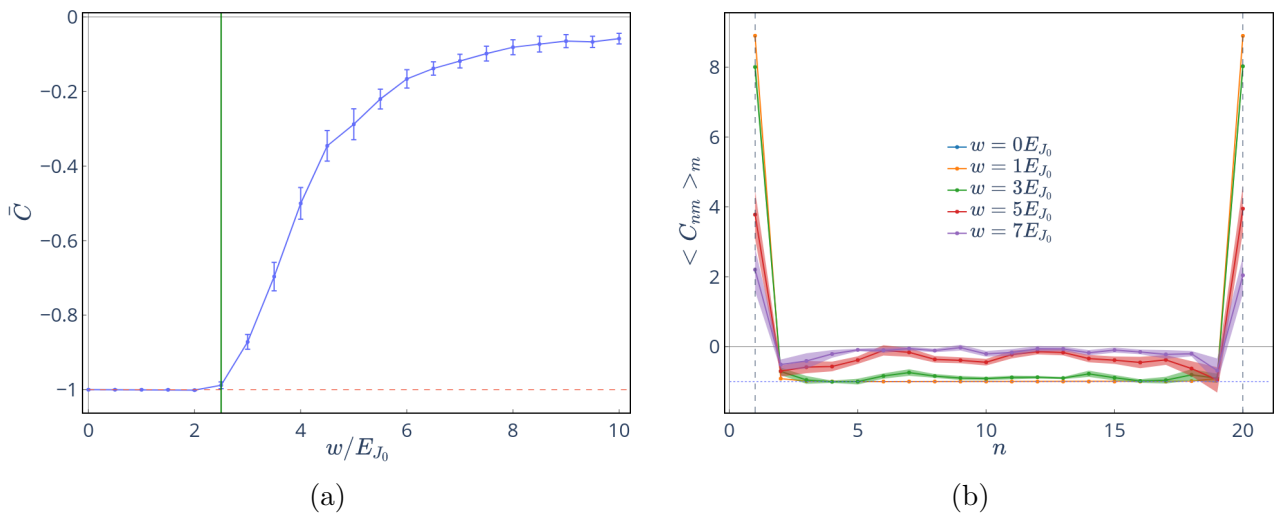 0
−0.2
−0.4
−0.6
−0.8
−1
C̄
0 2 4 6 8 10
w/E_{J_0}
(a)
8
6
4
2
0
< C_{nm} >_m
w = 0E_{J_0}
w = 1E_{J_0}
w = 3E_{J_0}
w = 5E_{J_0}
w = 7E_{J_0}
0 5 10 15 20
n
(b)